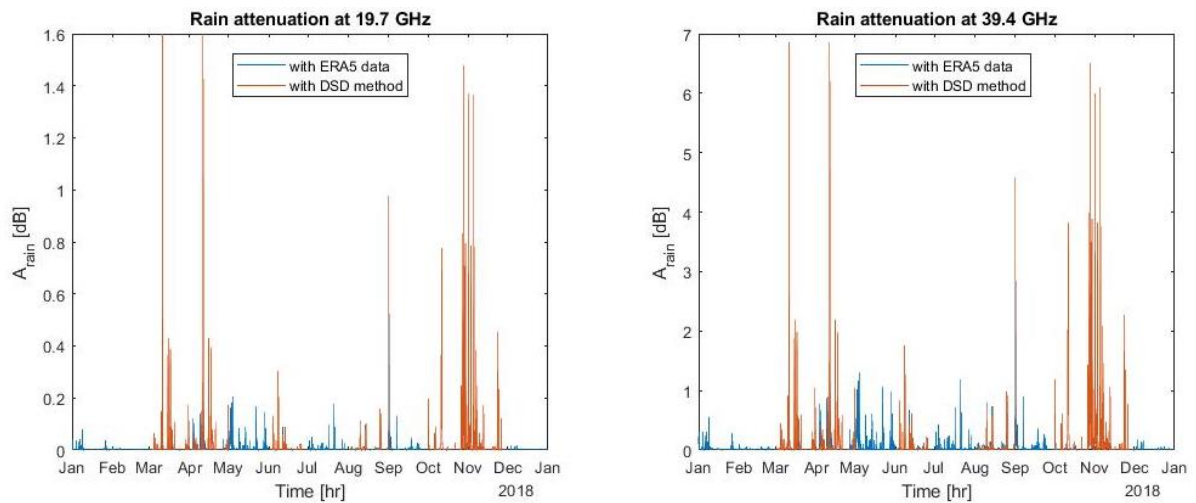 Rain attenuation at 19.7 GHz
1.6
1.4
1.2
1
0.8
0.6
0.4
0.2
0
A_rain [dB]
with ERA5 data
with DSD method
Jan Feb Mar Apr May Jun Jul Aug Sep Oct Nov Dec Jan
Time [hr]
2018
Rain attenuation at 39.4 GHz
7
6
5
4
3
2
1
0
A_rain [dB]
with ERA5 data
with DSD method
Jan Feb Mar Apr May Jun Jul Aug Sep Oct Nov Dec Jan
Time [hr]
2018